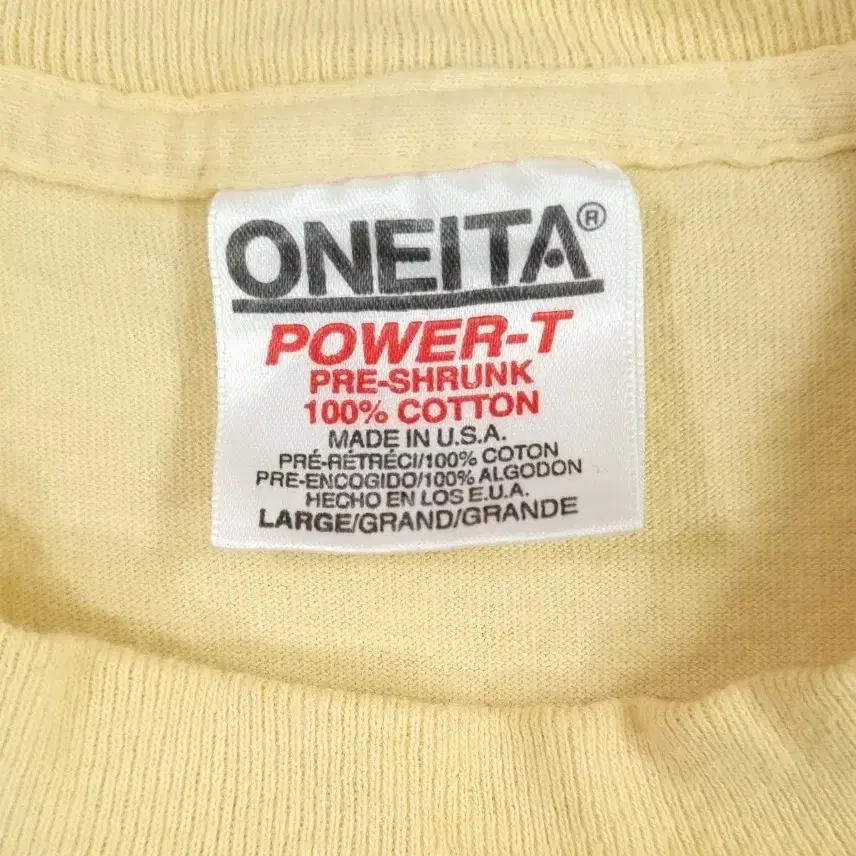 ONEITA®
POWER-T
PRE-SHRUNK
100% COTTON
MADE IN U.S.A.
PRÉ-RÉTRÉCI/100% COTON
PRE-ENCOGIDO/100% ALGODON
HECHO EN LOS E.U.A.
LARGE/GRAND/GRANDE